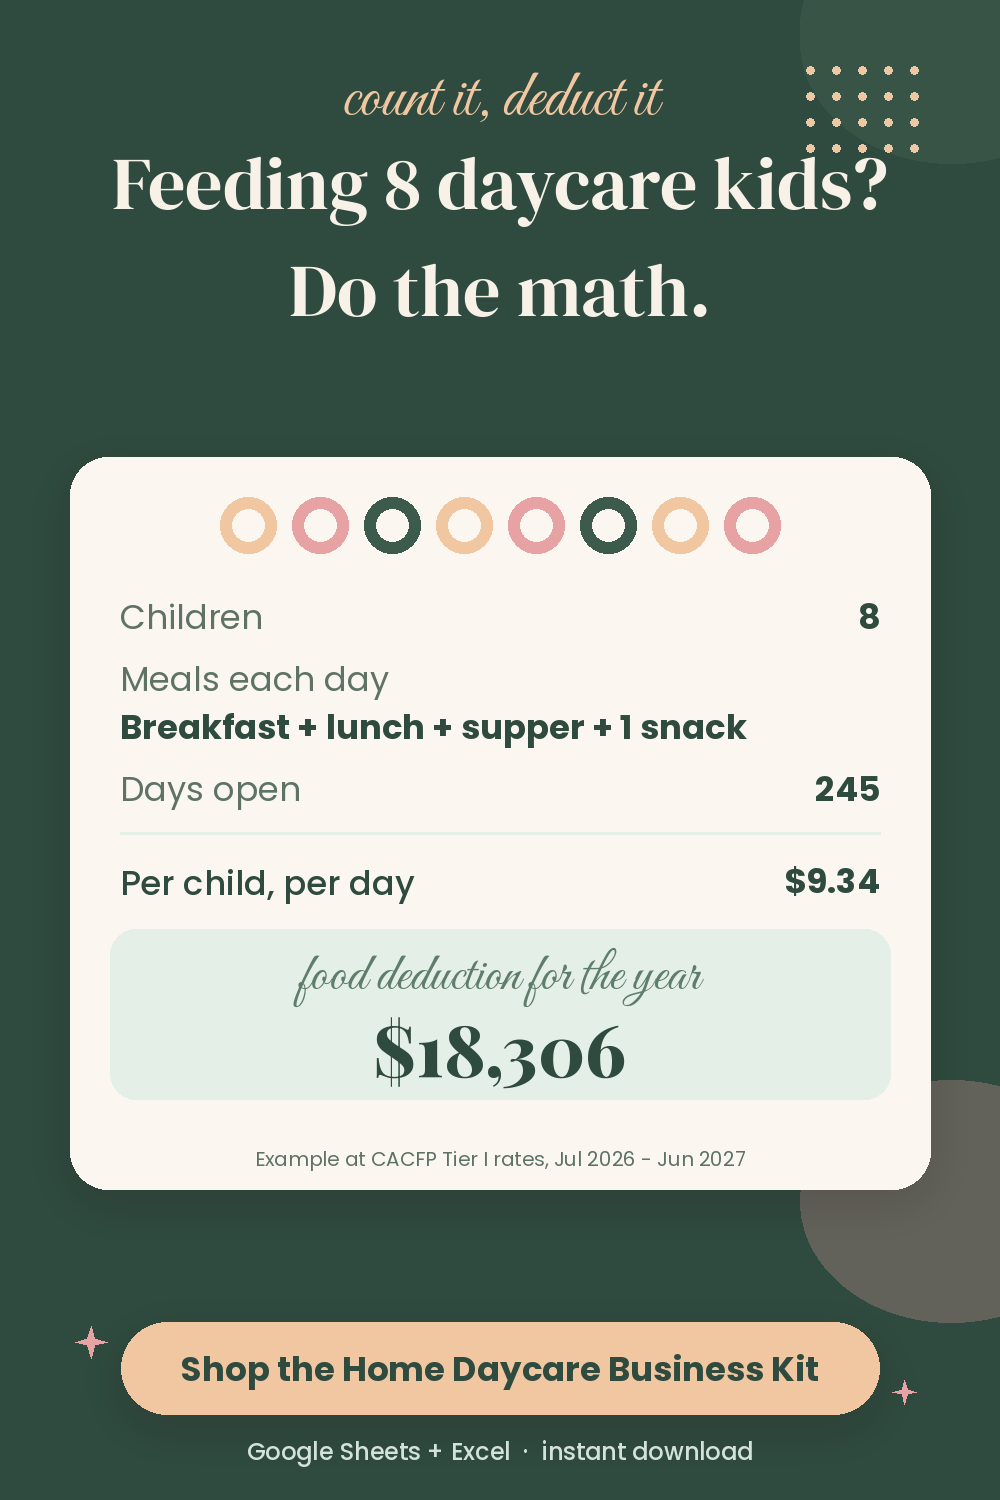 count it, deduct it
Feeding 8 daycare kids?
Do the math.
Children 8
Meals each day
Breakfast + lunch + supper + 1 snack
Days open 245
Per child, per day $9.34
food deduction for the year
$18,306
Example at CACFP Tier I rates, Jul 2026 - Jun 2027
Shop the Home Daycare Business Kit
Google Sheets + Excel · instant download